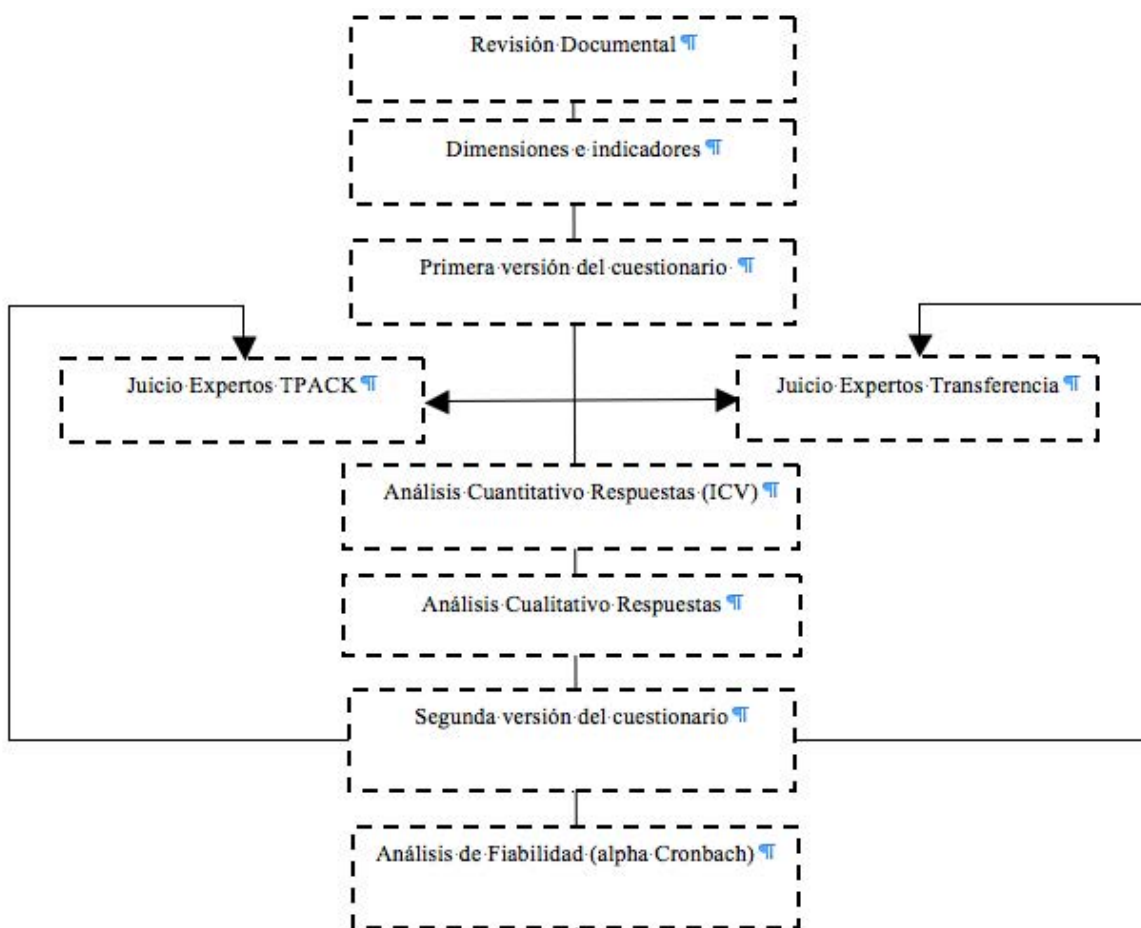 Revisión Documental ¶
Dimensiones e indicadores ¶
Primera versión del cuestionario ¶
Juicio Expertos TPACK ¶
Juicio Expertos Transferencia ¶
Análisis Cuantitativo Respuestas (ICV) ¶
Análisis Cualitativo Respuestas ¶
Segunda versión del cuestionario ¶
Análisis de Fiabilidad (alpha Cronbach) ¶